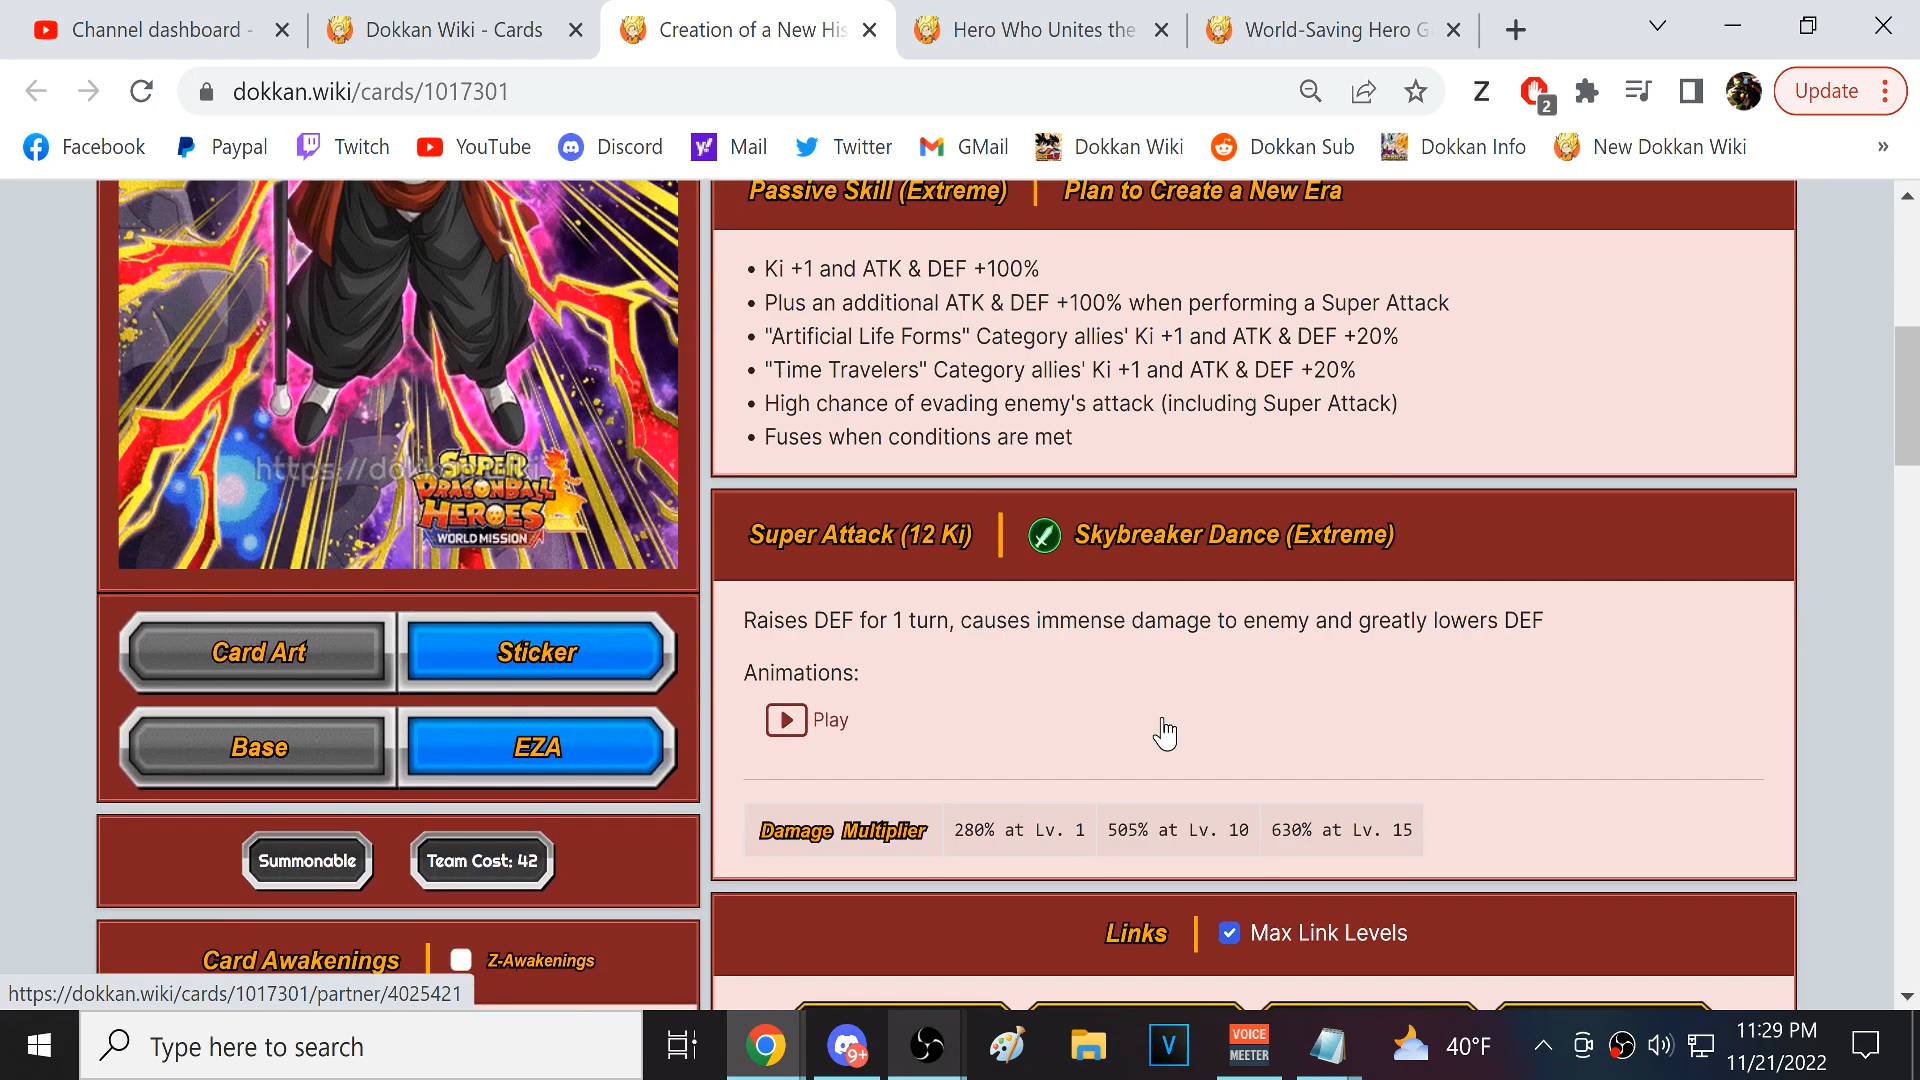 Channel dashboard -
Dokkan Wiki - Cards
Creation of a New His
Hero Who Unites the
World-Saving Hero G
dokkan.wiki/cards/1017301
Z
2
Update
Facebook
Paypal
Twitch
YouTube
Discord
Mail
Twitter
GMail
Dokkan Wiki
Dokkan Sub
Dokkan Info
New Dokkan Wiki
»
Passive Skill (Extreme) | Plan to Create a New Era
• Ki +1 and ATK & DEF +100%
• Plus an additional ATK & DEF +100% when performing a Super Attack
• "Artificial Life Forms" Category allies' Ki +1 and ATK & DEF +20%
• "Time Travelers" Category allies' Ki +1 and ATK & DEF +20%
• High chance of evading enemy's attack (including Super Attack)
• Fuses when conditions are met
SUPER
DRAGONBALL
HEROES
WORLD MISSION
Super Attack (12 Ki) | Skybreaker Dance (Extreme)
Raises DEF for 1 turn, causes immense damage to enemy and greatly lowers DEF
Animations:
Play
Damage Multiplier 280% at Lv. 1 505% at Lv. 10 630% at Lv. 15
Card Art
Sticker
Base
EZA
Summonable
Team Cost: 42
Card Awakenings | Z-Awakenings
Links | Max Link Levels
https://dokkan.wiki/cards/1017301/partner/4025421
Type here to search
9+
V
VOICE
MEETER
40°F
11:29 PM
11/21/2022